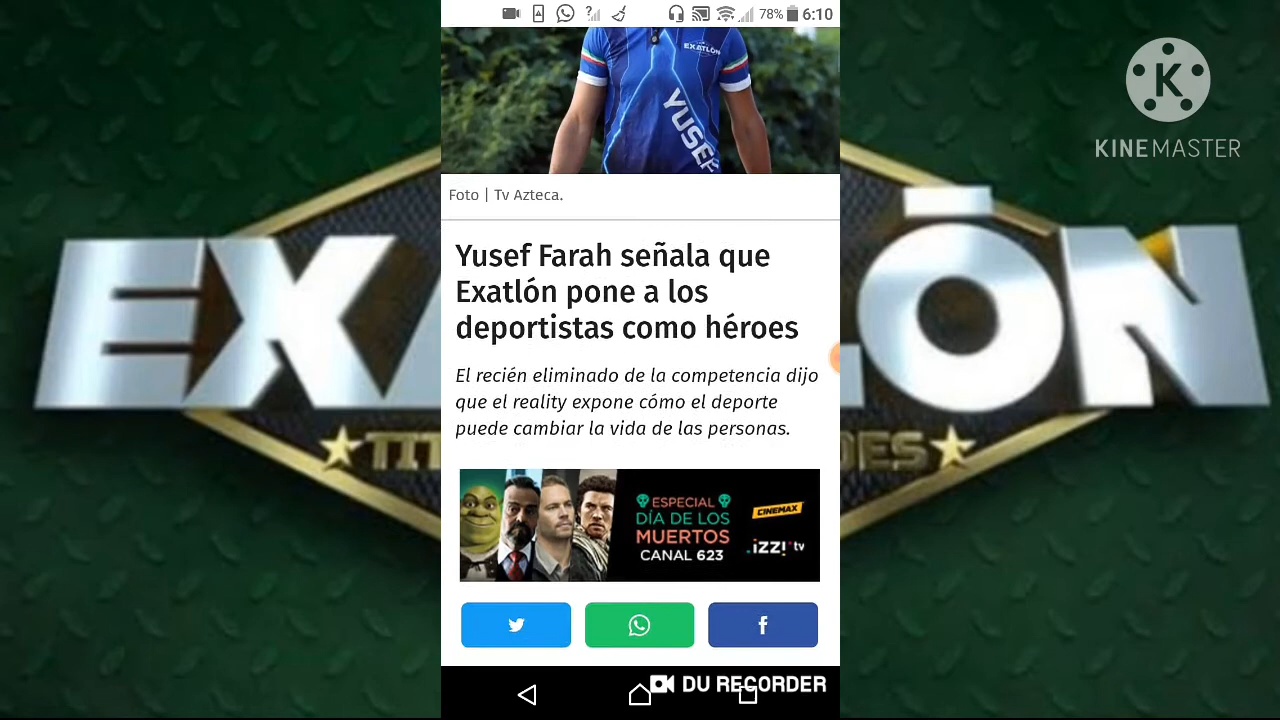 78% 6:10
EXATLÓN
YUSEF
Foto | Tv Azteca.
Yusef Farah señala que
Exatlón pone a los
deportistas como héroes
El recién eliminado de la competencia dijo
que el reality expone cómo el deporte
puede cambiar la vida de las personas.
ESPECIAL
DÍA DE LOS
MUERTOS
CANAL 623
CINEMAX
izzi tv
DU RECORDER
K
KINEMASTER